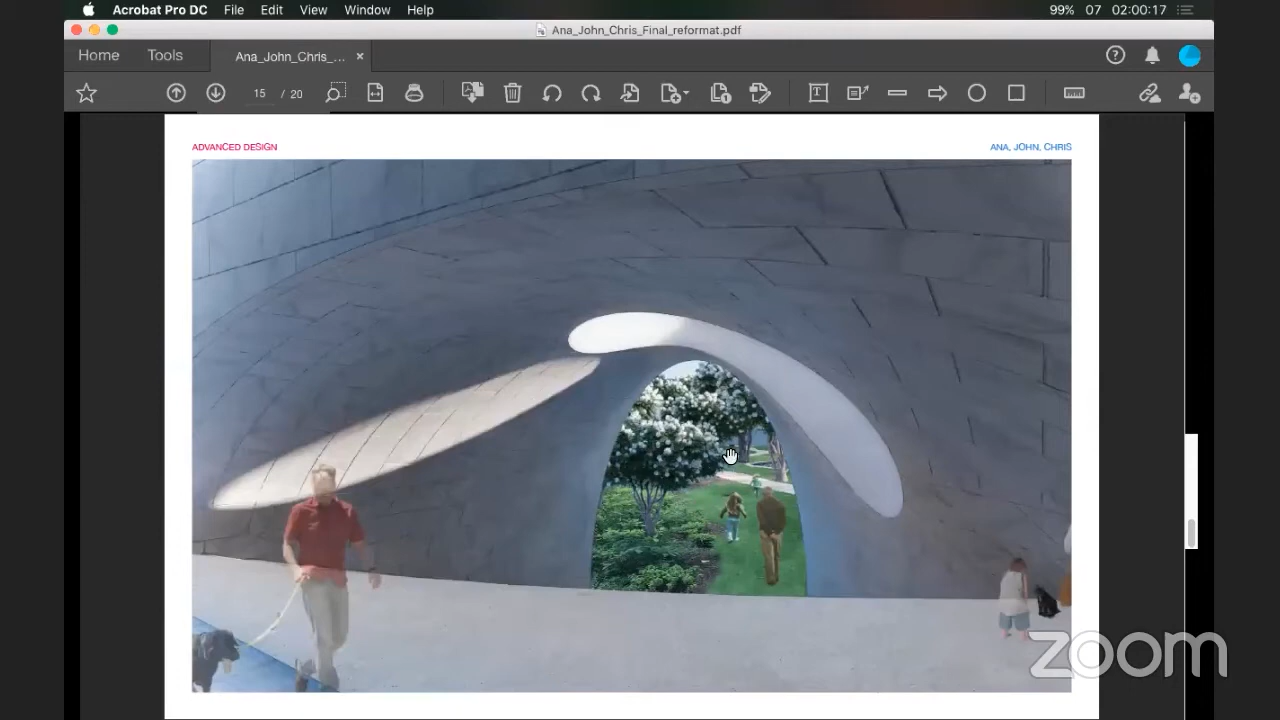 Acrobat Pro DC File Edit View Window Help 99% 07 02:00:17
Ana_John_Chris_Final_reformat.pdf
Home Tools Ana_John_Chris_... ×
15 / 20
ADVANCED DESIGN ANA, JOHN, CHRIS
zoom